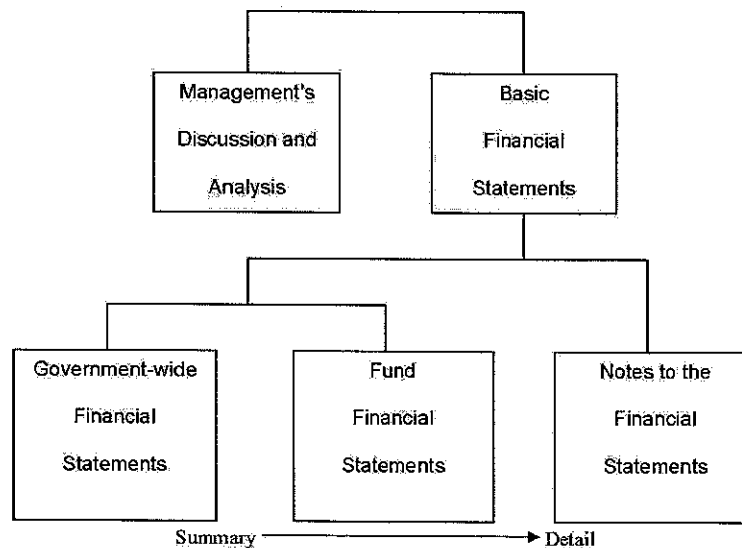 Management's
Discussion and
Analysis
Basic
Financial
Statements
Government-wide
Financial
Statements
Fund
Financial
Statements
Notes to the
Financial
Statements
Summary
Detail